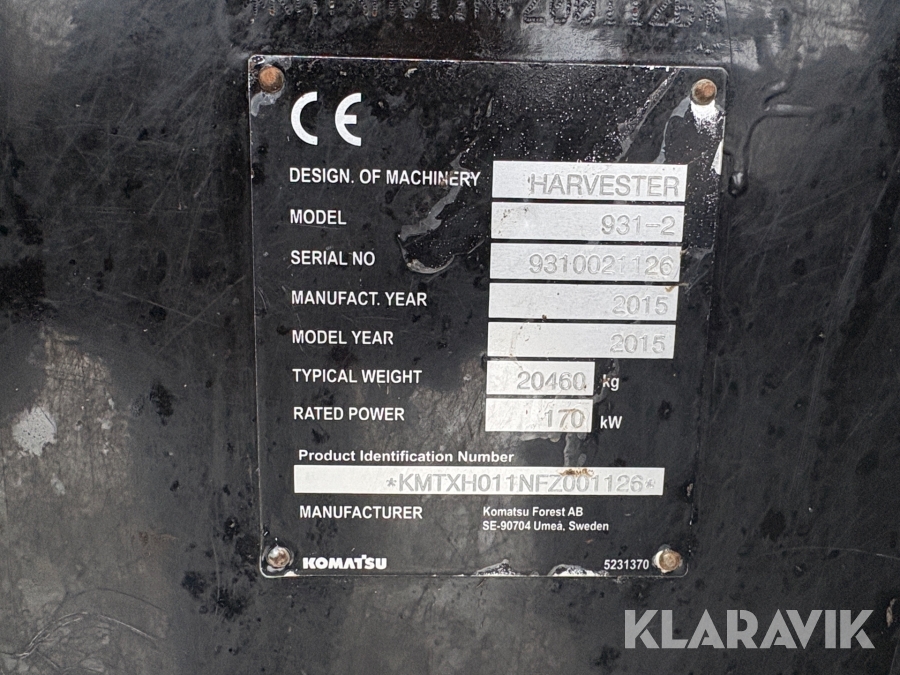 CE
DESIGN. OF MACHINERY HARVESTER
MODEL 931-2
SERIAL NO 9310021126
MANUFACT. YEAR 2015
MODEL YEAR 2015
TYPICAL WEIGHT 20460 kg
RATED POWER 170 kW
Product Identification Number
*KMTXH011NFZ001126*
MANUFACTURER Komatsu Forest AB
SE-90704 Umeå, Sweden
KOMATSU 5231370
KLARAVIK